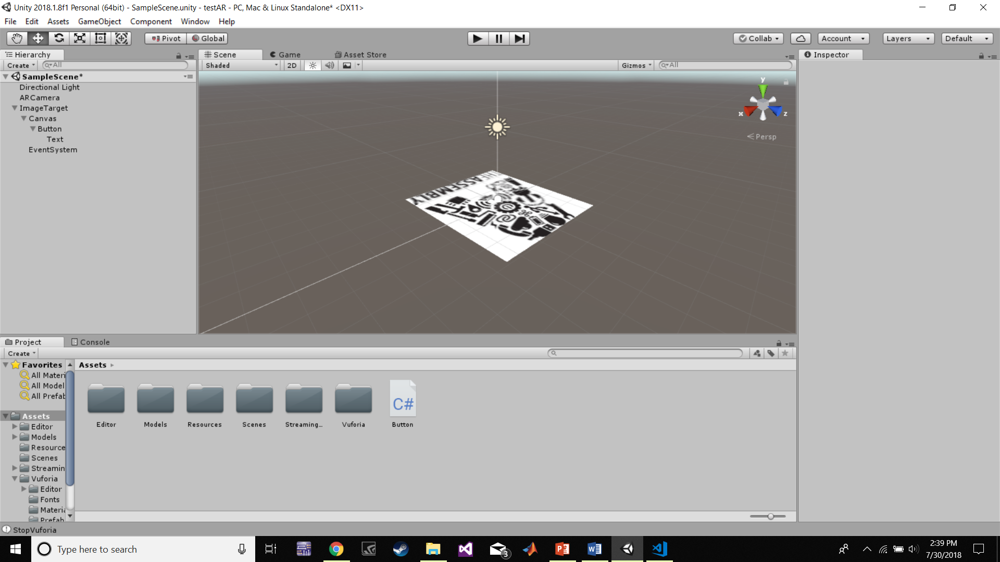 Unity 2018.1.8f1 Personal (64bit) - SampleScene.unity - testAR - PC, Mac & Linux Standalone* <DX11>
File Edit Assets GameObject Component Window Help
Pivot Global Collab Account Layers Default
Hierarchy
Create All
SampleScene*
Directional Light
ARCamera
ImageTarget
Canvas
Button
Text
EventSystem
Scene Game Asset Store
Shaded 2D Gizmos All
y
x z
Persp
THEASSEMBLY
Inspector
Project Console
Create
Favorites
All Materi
All Model
All Prefab
Assets
Editor
Models
Resource
Scenes
Streamin
Vuforia
Editor
Fonts
Materia
Prefab
Assets
Editor Models Resources Scenes Streaming... Vuforia Button
C#
StopVuforia
Type here to search
3
2:39 PM
7/30/2018